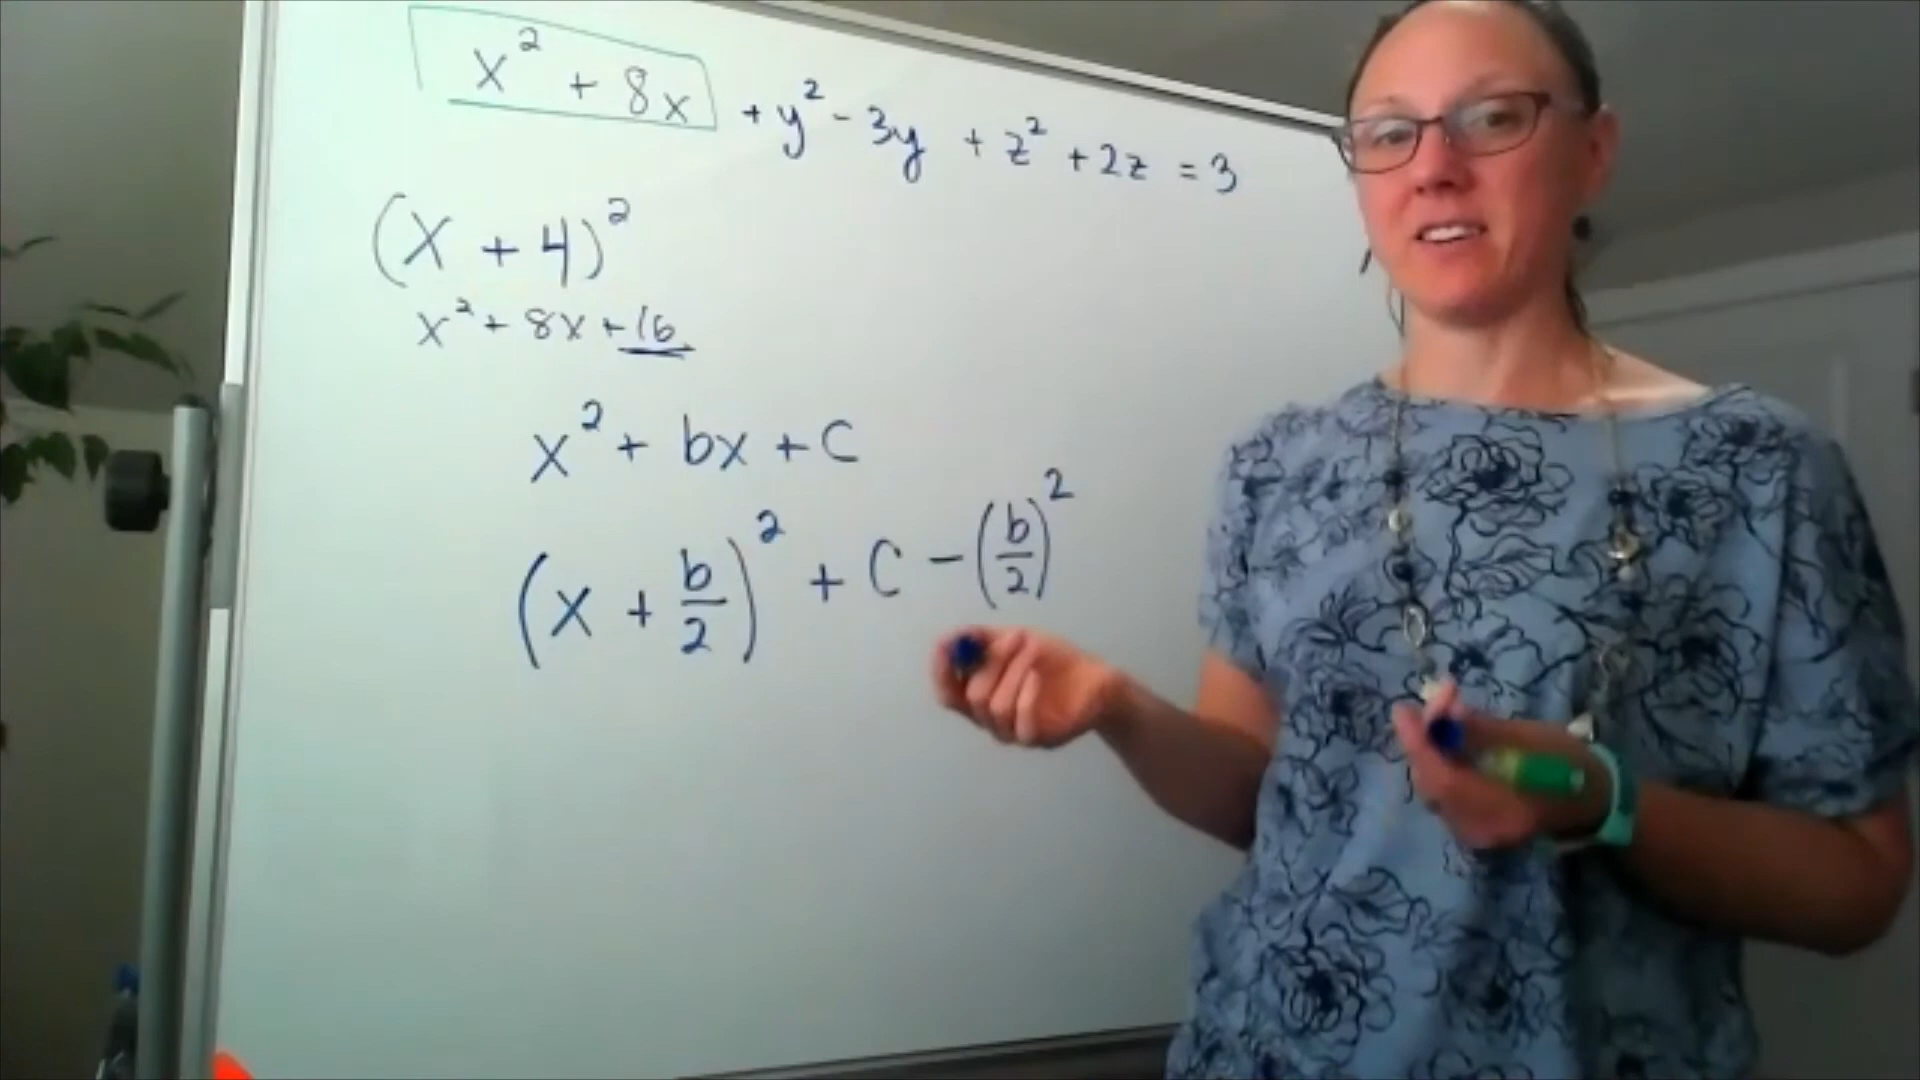 x² + 8x + y² - 3y + z² + 2z = 3
(x + 4)²
x² + 8x + 16
x² + bx + c
(x + b/2)² + c - (b/2)²